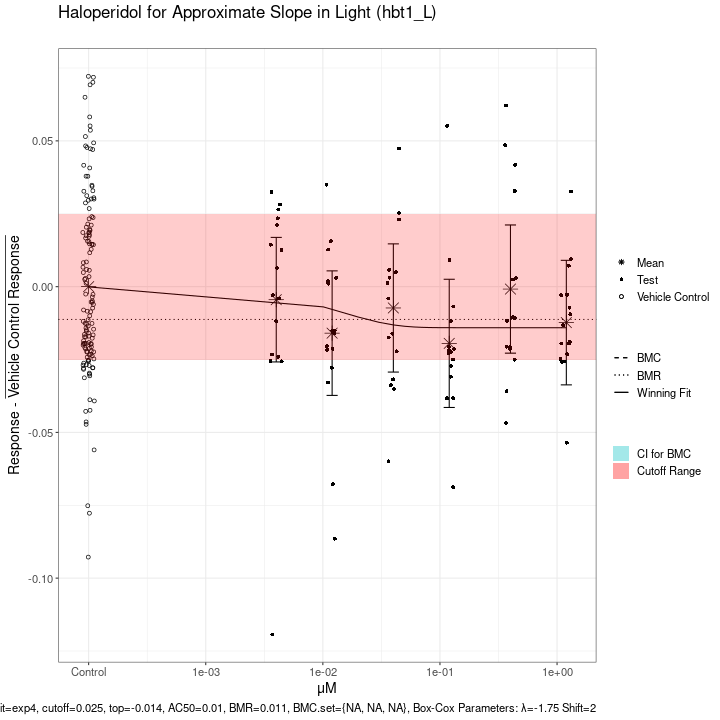 Haloperidol for Approximate Slope in Light (hbt1_L)
Response - Vehicle Control Response
0.05
0.00
-0.05
-0.10
Control
1e-03
1e-02
1e-01
1e+00
µM
Mean
Test
Vehicle Control
BMC
BMR
Winning Fit
CI for BMC
Cutoff Range
it=exp4, cutoff=0.025, top=-0.014, AC50=0.01, BMR=0.011, BMC.set={NA, NA, NA}, Box-Cox Parameters: λ=-1.75 Shift=2